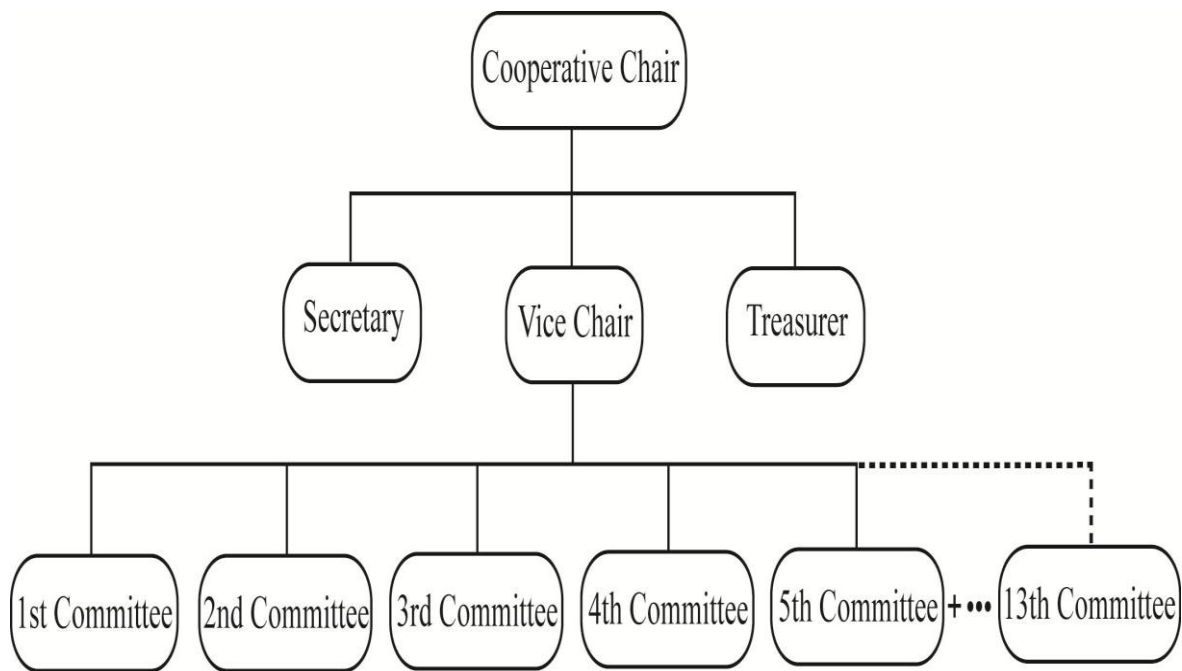 Cooperative Chair
Secretary
Vice Chair
Treasurer
1st Committee
2nd Committee
3rd Committee
4th Committee
5th Committee
+ •••
13th Committee